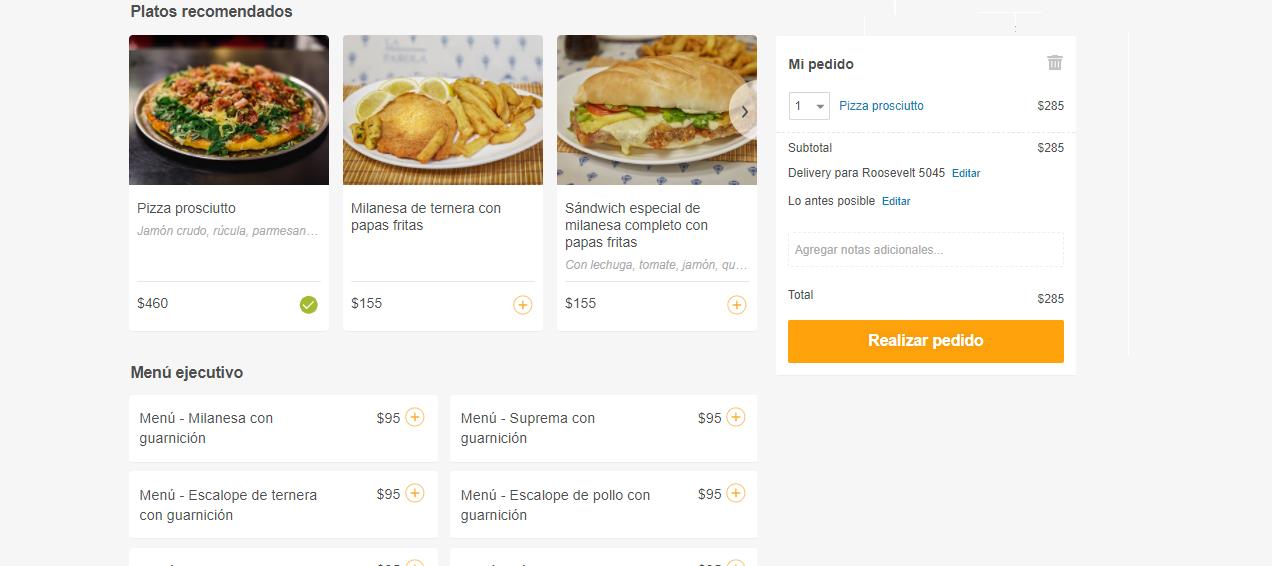 Platos recomendados
Pizza prosciutto
Jamón crudo, rúcula, parmesan…
$460
Milanesa de ternera con
papas fritas
$155
Sándwich especial de
milanesa completo con
papas fritas
Con lechuga, tomate, jamón, qu…
$155
Menú ejecutivo
Menú - Milanesa con
guarnición
$95
Menú - Suprema con
guarnición
$95
Menú - Escalope de ternera
con guarnición
$95
Menú - Escalope de pollo con
guarnición
$95
Mi pedido
1 Pizza prosciutto $285
Subtotal $285
Delivery para Roosevelt 5045 Editar
Lo antes posible Editar
Agregar notas adicionales...
Total $285
Realizar pedido